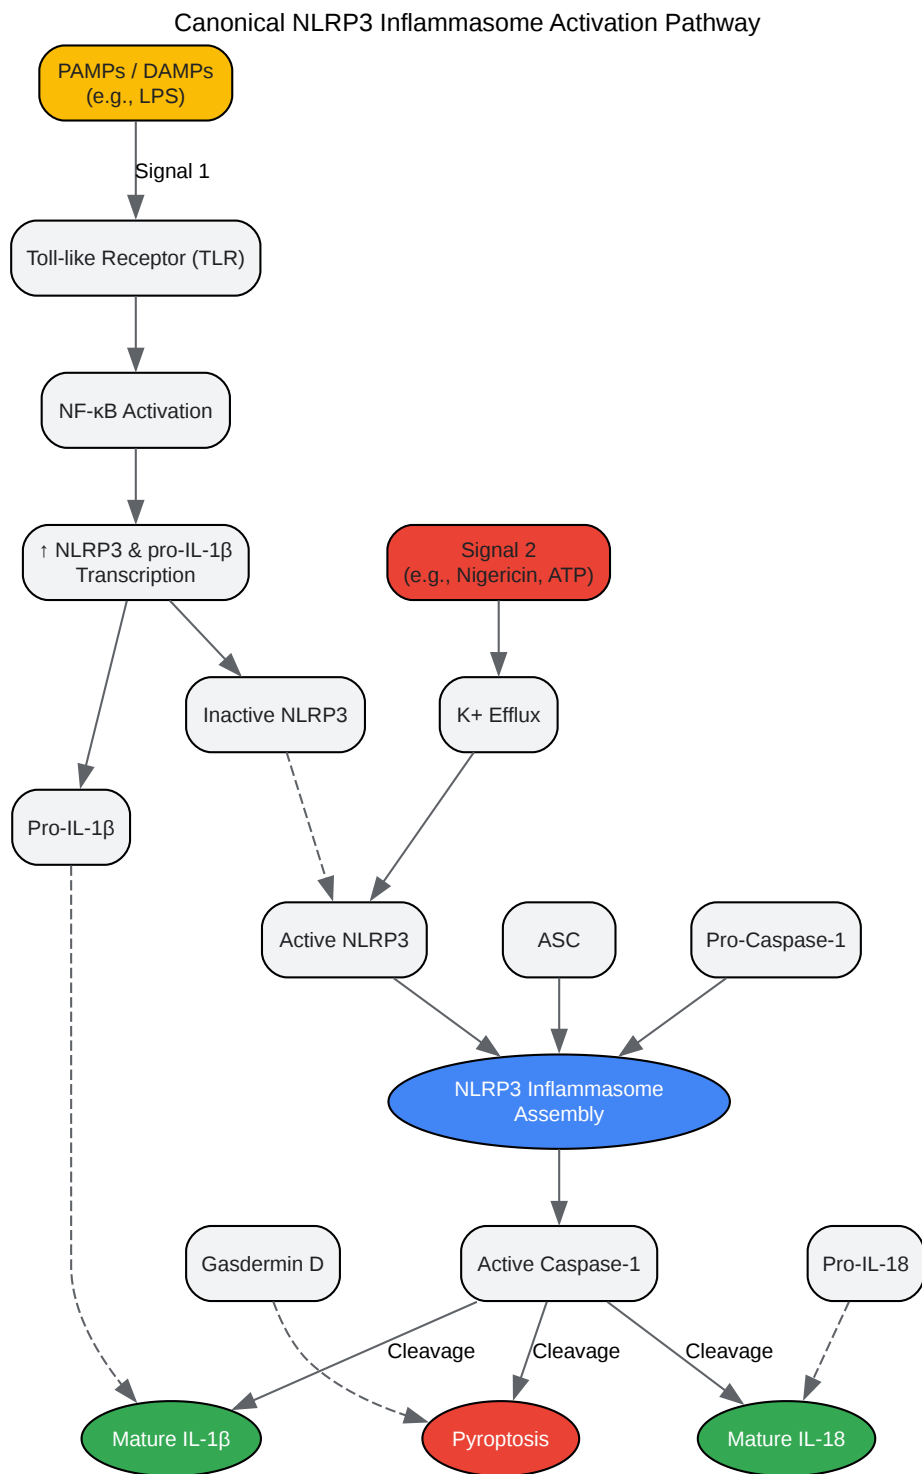 Canonical NLRP3 Inflammasome Activation Pathway
PAMPs / DAMPs
(e.g., LPS)
Signal 1
Toll-like Receptor (TLR)
NF-κB Activation
↑ NLRP3 & pro-IL-1β
Transcription
Signal 2
(e.g., Nigericin, ATP)
Inactive NLRP3
K+ Efflux
Pro-IL-1β
Active NLRP3
ASC
Pro-Caspase-1
NLRP3 Inflammasome
Assembly
Gasdermin D
Active Caspase-1
Pro-IL-18
Cleavage
Cleavage
Cleavage
Mature IL-1β
Pyroptosis
Mature IL-18